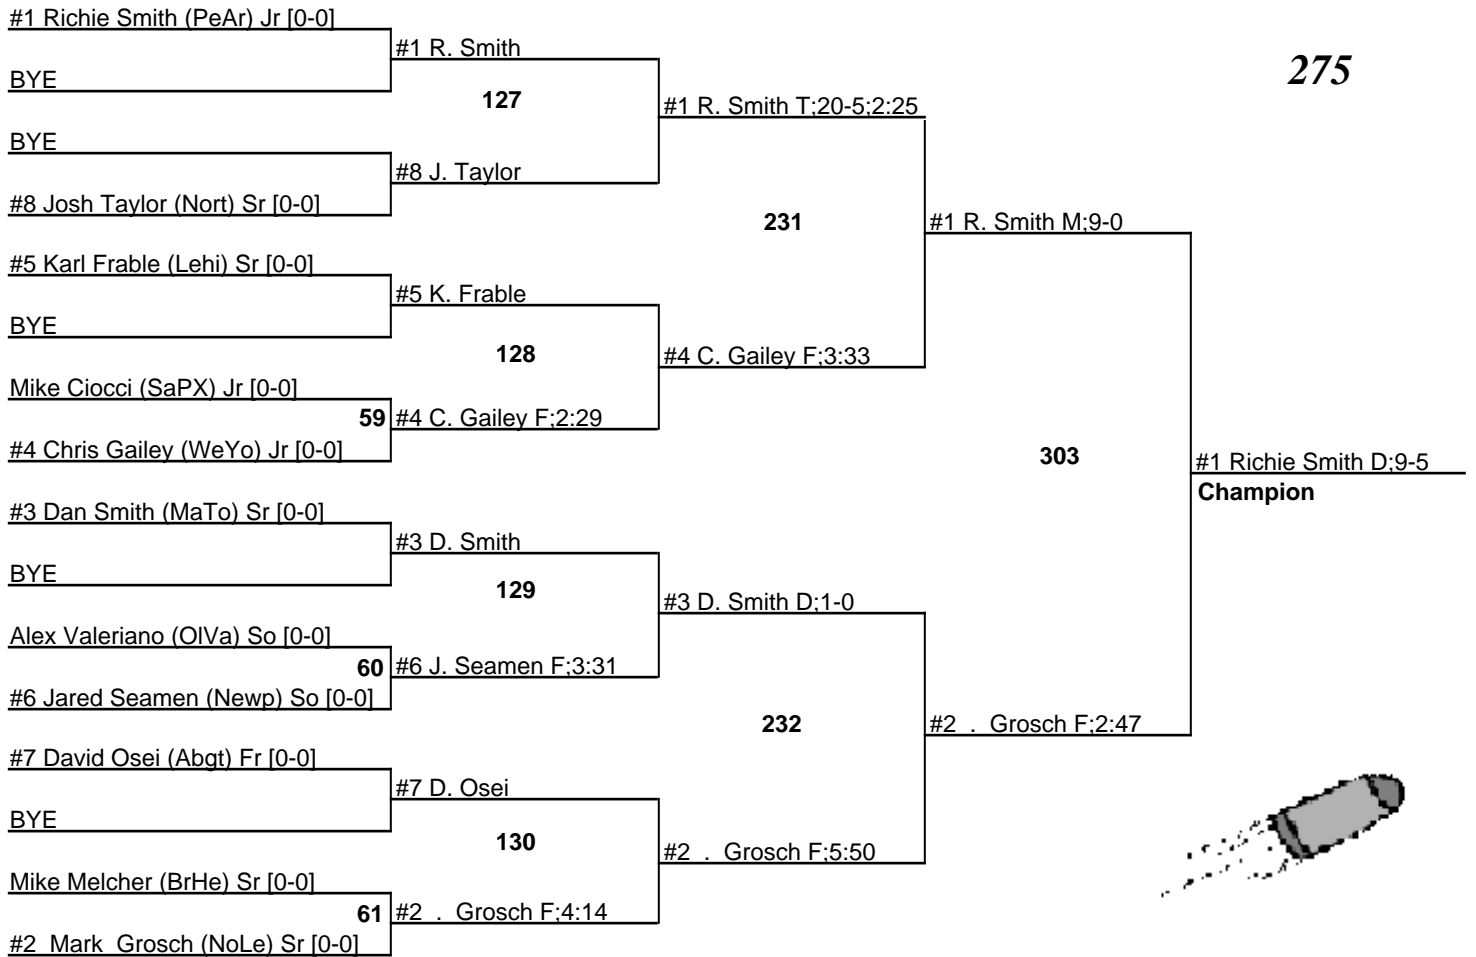 #1 Richie Smith (PeAr) Jr [0-0]
#1 R. Smith
275
BYE
127
#1 R. Smith T;20-5;2:25
BYE
#8 J. Taylor
#8 Josh Taylor (Nort) Sr [0-0]
231
#1 R. Smith M;9-0
#5 Karl Frable (Lehi) Sr [0-0]
#5 K. Frable
BYE
128
#4 C. Gailey F;3:33
Mike Ciocci (SaPX) Jr [0-0]
59
#4 C. Gailey F;2:29
#4 Chris Gailey (WeYo) Jr [0-0]
303
#1 Richie Smith D;9-5
Champion
#3 Dan Smith (MaTo) Sr [0-0]
#3 D. Smith
BYE
129
#3 D. Smith D;1-0
Alex Valeriano (OlVa) So [0-0]
60
#6 J. Seamen F;3:31
#6 Jared Seamen (Newp) So [0-0]
232
#2 . Grosch F;2:47
#7 David Osei (Abgt) Fr [0-0]
#7 D. Osei
BYE
130
#2 . Grosch F;5:50
Mike Melcher (BrHe) Sr [0-0]
61
#2 . Grosch F;4:14
#2 Mark Grosch (NoLe) Sr [0-0]